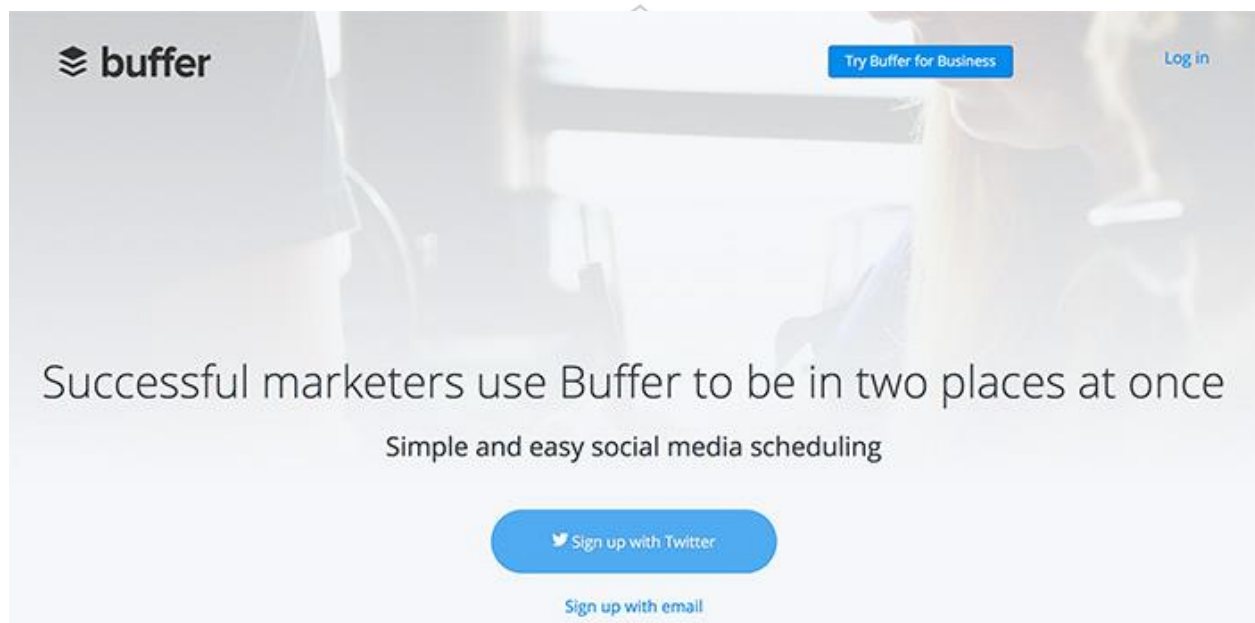 buffer
Try Buffer for Business
Log in
Successful marketers use Buffer to be in two places at once
Simple and easy social media scheduling
Sign up with Twitter
Sign up with email